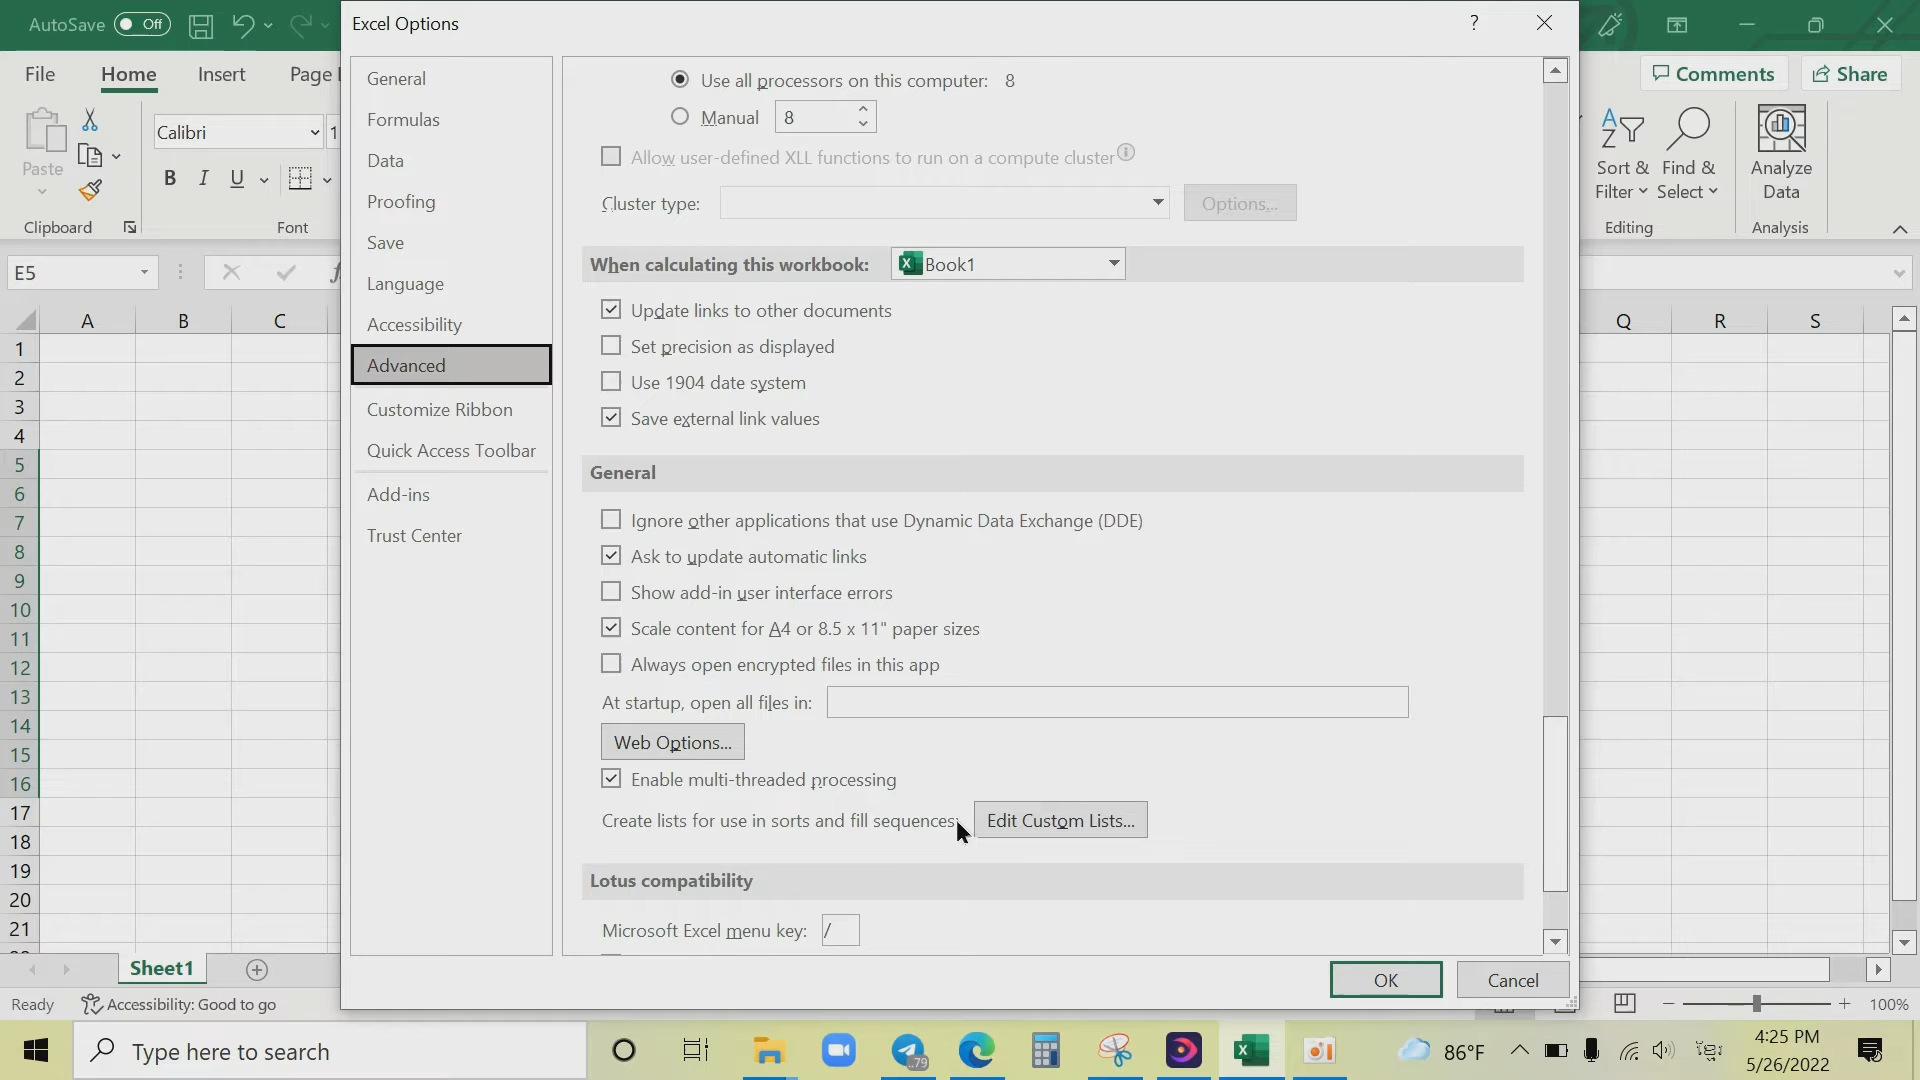 AutoSave Off
Excel Options
?
File Home Insert Page
Comments Share
Paste
Clipboard
Calibri
1
B I U
Font
Sort & Filter
Find & Select
Editing
Analyze Data
Analysis
E5
A B C
Q R S
1
2
3
4
5
6
7
8
9
10
11
12
13
14
15
16
17
18
19
20
21
General
Formulas
Data
Proofing
Save
Language
Accessibility
Advanced
Customize Ribbon
Quick Access Toolbar
Add-ins
Trust Center
Use all processors on this computer: 8
Manual 8
Allow user-defined XLL functions to run on a compute cluster
Cluster type: Options...
When calculating this workbook: Book1
Update links to other documents
Set precision as displayed
Use 1904 date system
Save external link values
General
Ignore other applications that use Dynamic Data Exchange (DDE)
Ask to update automatic links
Show add-in user interface errors
Scale content for A4 or 8.5 x 11" paper sizes
Always open encrypted files in this app
At startup, open all files in:
Web Options...
Enable multi-threaded processing
Create lists for use in sorts and fill sequences: Edit Custom Lists...
Lotus compatibility
Microsoft Excel menu key: /
OK Cancel
Sheet1
Ready Accessibility: Good to go
100%
Type here to search
79
86°F
4:25 PM
5/26/2022